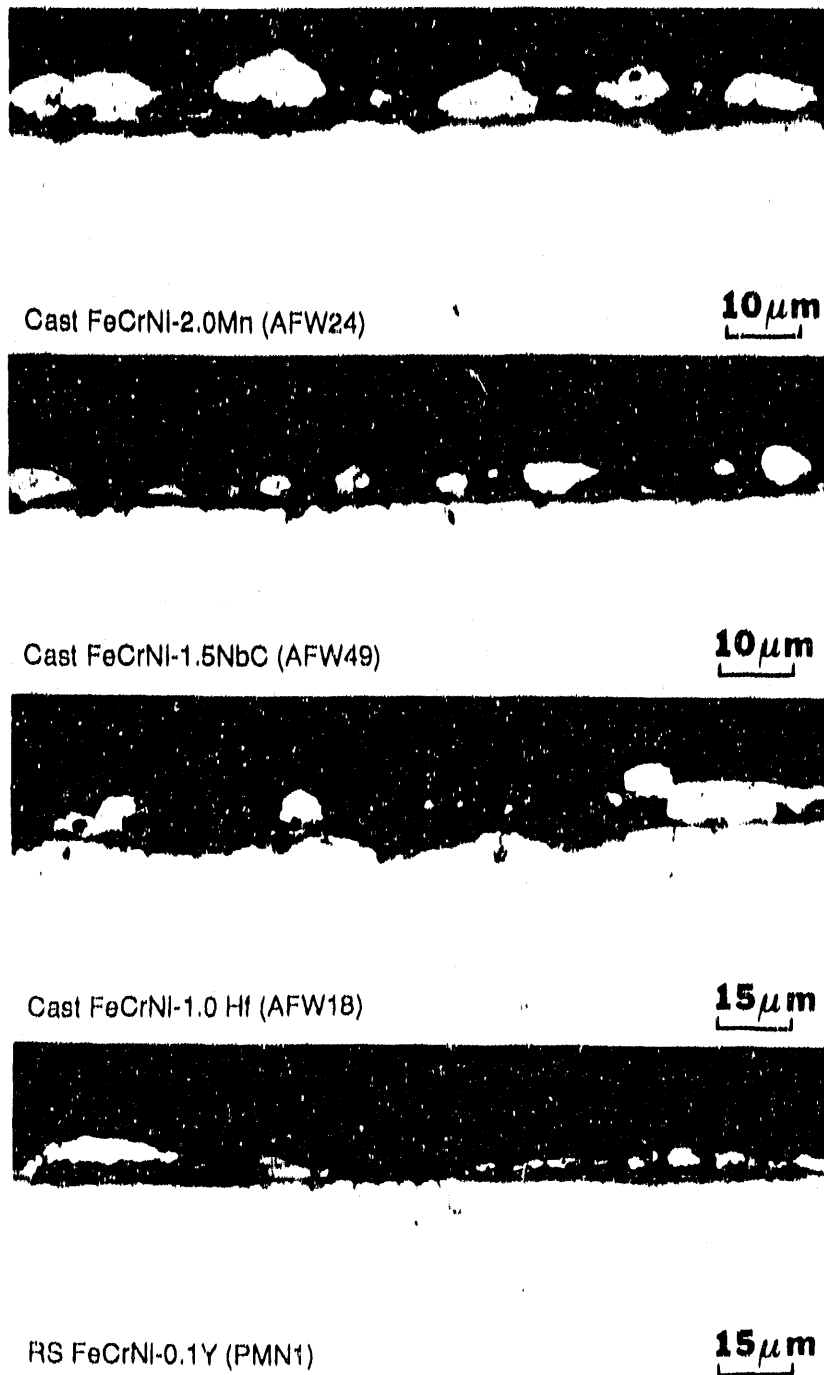 Cast FeCrNi-2.0Mn (AFW24)
10μm
Cast FeCrNi-1.5NbC (AFW49)
10μm
Cast FeCrNi-1.0 Hf (AFW18)
15μm
RS FeCrNi-0.1Y (PMN1)
15μm